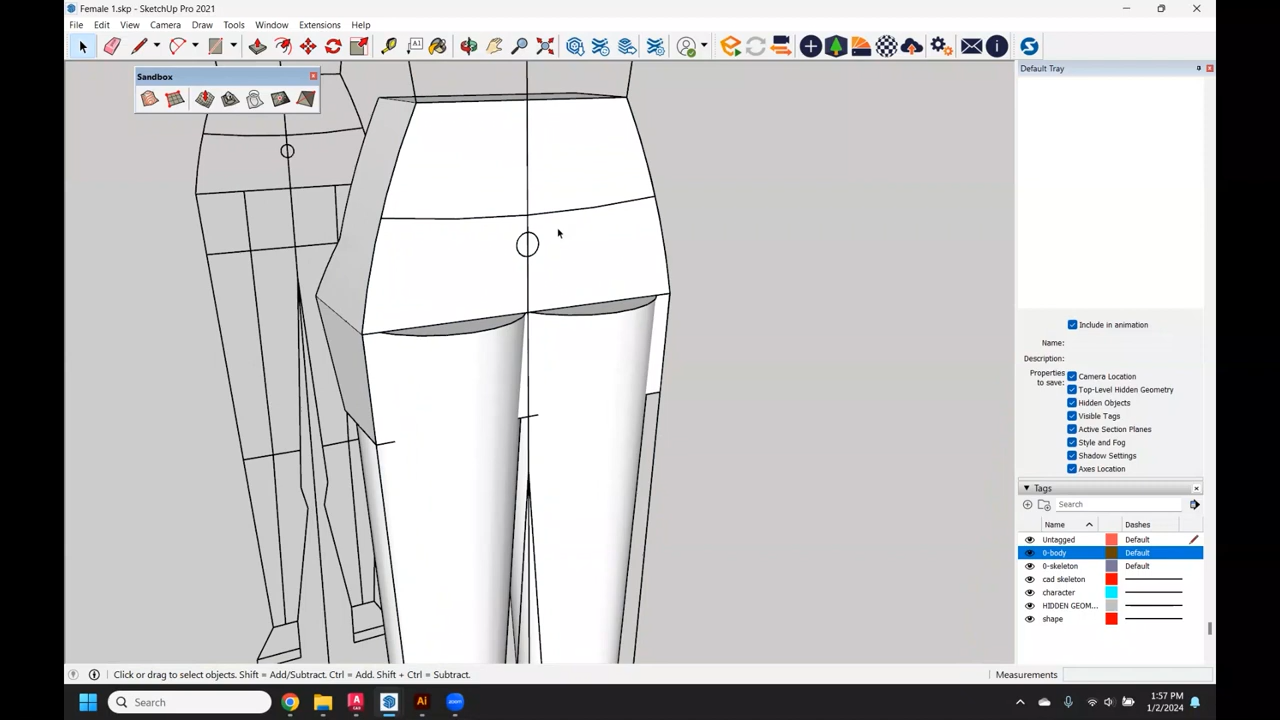 Female 1.skp - SketchUp Pro 2021
File Edit View Camera Draw Tools Window Extensions Help
Sandbox
Default Tray
Include in animation
Name:
Description:
Properties to save:
Camera Location
Top-Level Hidden Geometry
Hidden Objects
Visible Tags
Active Section Planes
Style and Fog
Shadow Settings
Axes Location
Tags
Search
Name Dashes
Untagged Default
0-body Default
0-skeleton Default
cad skeleton
character
HIDDEN GEOM...
shape
Click or drag to select objects. Shift = Add/Subtract. Ctrl = Add. Shift + Ctrl = Subtract.
Measurements
Search
A CAD
Ai
zoom
1:57 PM
1/2/2024